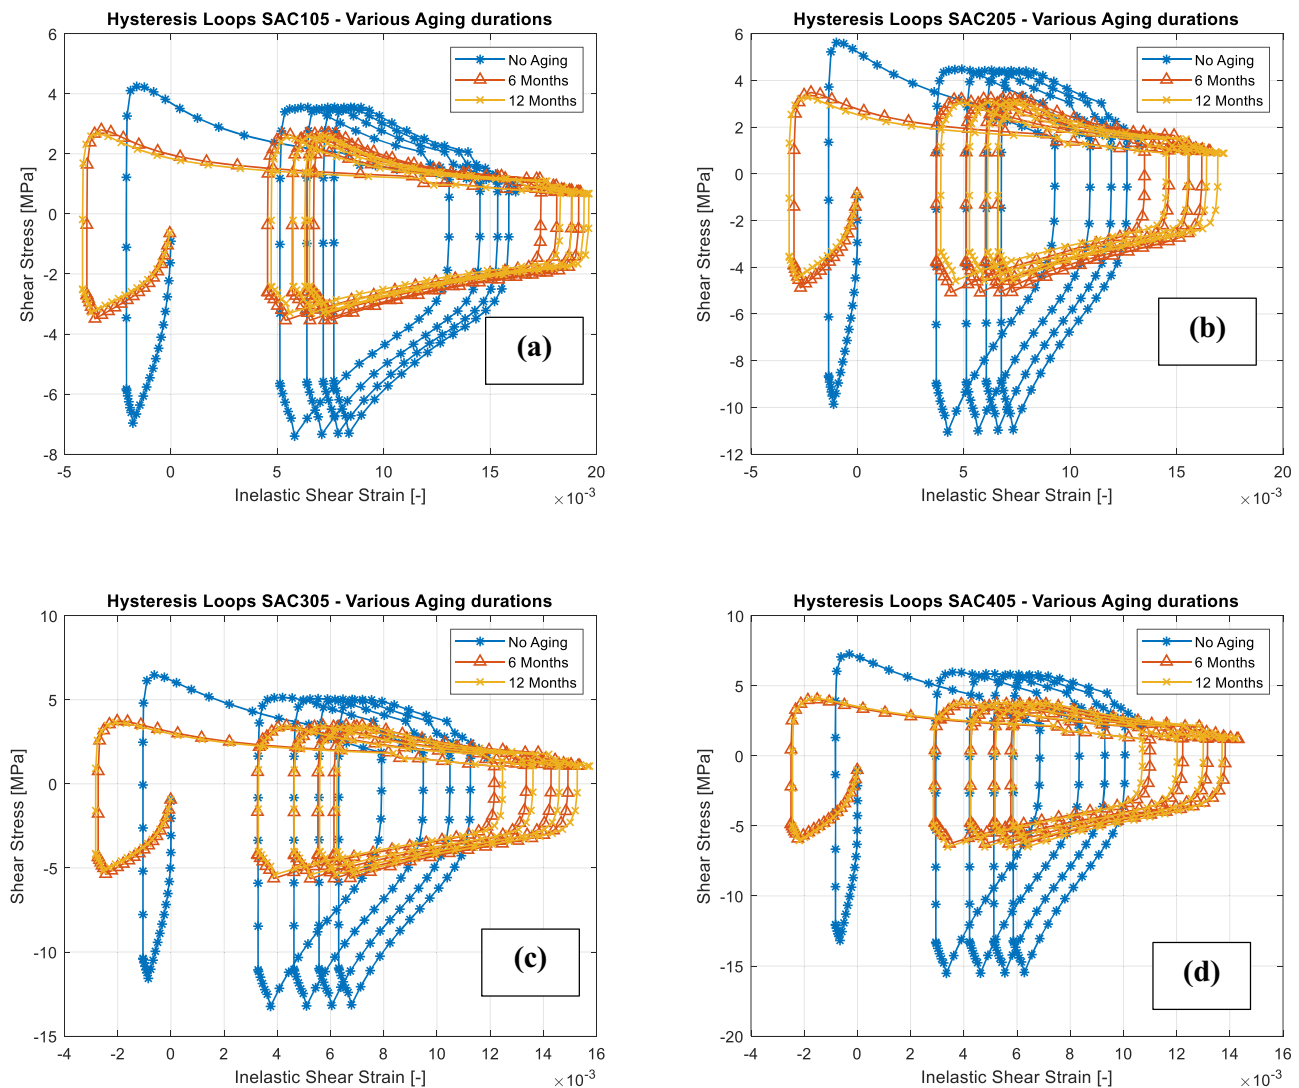 Hysteresis Loops SAC105 - Various Aging durations
6
4
2
0
-2
-4
-6
-8
Shear Stress [MPa]
No Aging
6 Months
12 Months
(a)
-5 0 5 10 15 20
Inelastic Shear Strain [-]
×10-3
Hysteresis Loops SAC205 - Various Aging durations
6
4
2
0
-2
-4
-6
-8
-10
-12
Shear Stress [MPa]
No Aging
6 Months
12 Months
(b)
-5 0 5 10 15 20
Inelastic Shear Strain [-]
×10-3
Hysteresis Loops SAC305 - Various Aging durations
10
5
0
-5
-10
-15
Shear Stress [MPa]
No Aging
6 Months
12 Months
(c)
-4 -2 0 2 4 6 8 10 12 14 16
Inelastic Shear Strain [-]
×10-3
Hysteresis Loops SAC405 - Various Aging durations
10
5
0
-5
-10
-15
-20
Shear Stress [MPa]
No Aging
6 Months
12 Months
(d)
-4 -2 0 2 4 6 8 10 12 14 16
Inelastic Shear Strain [-]
×10-3